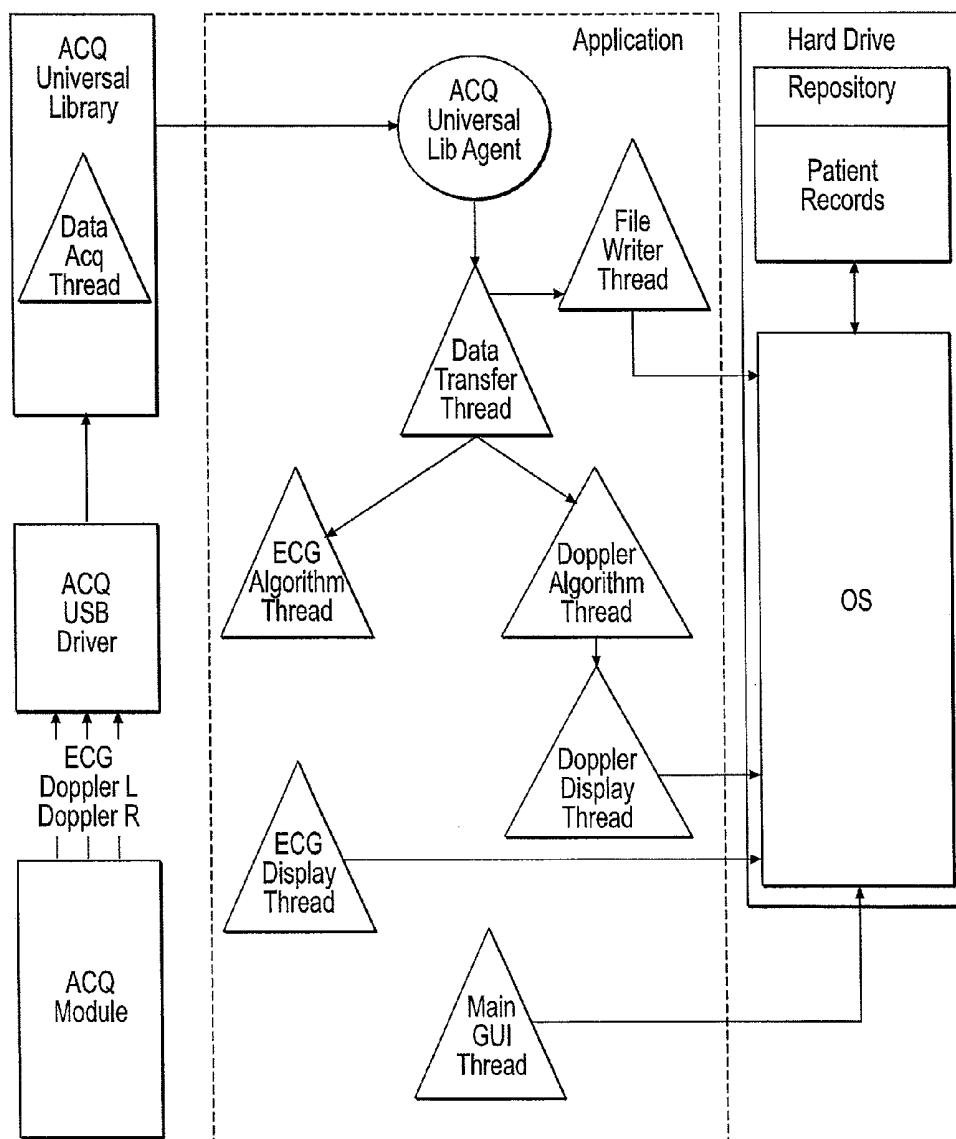 ACQ
Universal
Library
Data
Acq
Thread
ACQ
USB
Driver
ECG
Doppler L
Doppler R
ACQ
Module
Application
ACQ
Universal
Lib Agent
File
Writer
Thread
Data
Transfer
Thread
ECG
Algorithm
Thread
Doppler
Algorithm
Thread
Doppler
Display
Thread
ECG
Display
Thread
Main
GUI
Thread
Hard Drive
Repository
Patient
Records
OS